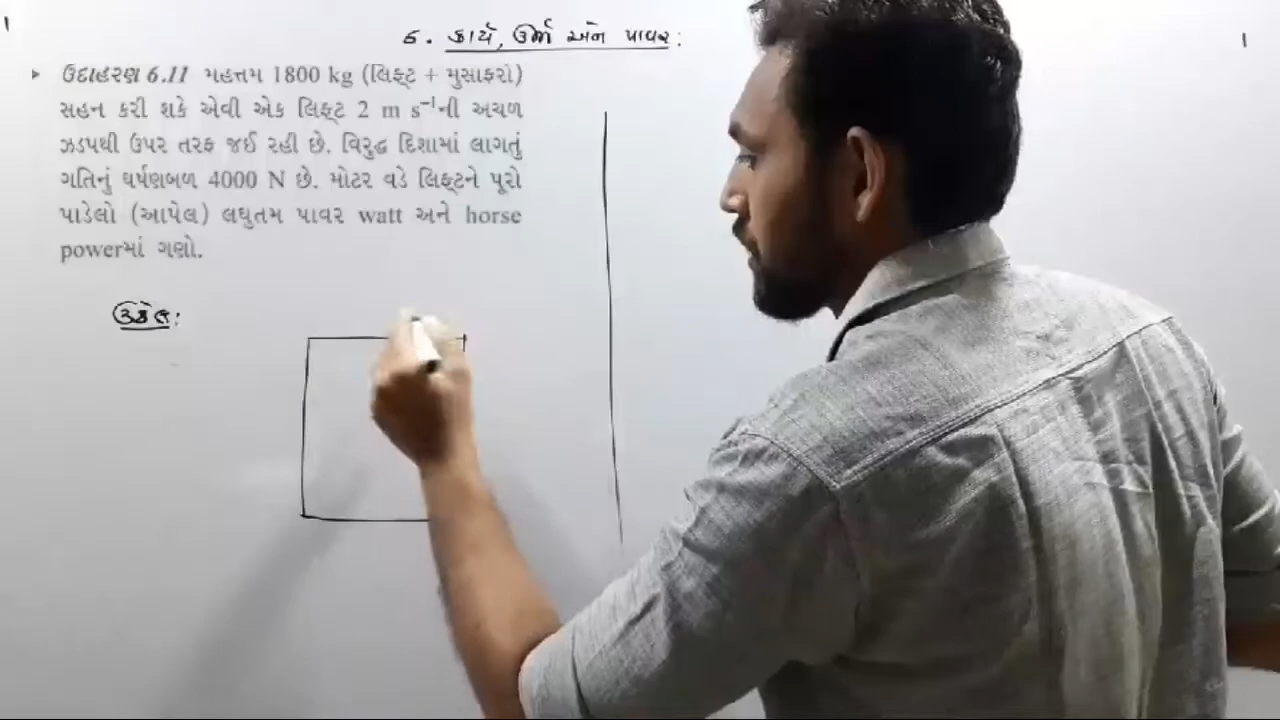 ૬. કાર્ય, ઉર્જા અને પાવર:
ઉદાહરણ 6.11 મહત્તમ 1800 kg (લિફ્ટ + મુસાફરો)
સહન કરી શકે એવી એક લિફ્ટ 2 m s⁻¹ની અચળ
ઝડપથી ઉપર તરફ જઈ રહી છે. વિરુદ્ધ દિશામાં લાગતું
ગતિનું ઘર્ષણબળ 4000 N છે. મોટર વડે લિફ્ટને પૂરો
પાડેલો (આપેલ) લઘુતમ પાવર watt અને horse
powerમાં ગણો.
ઉકેલ: